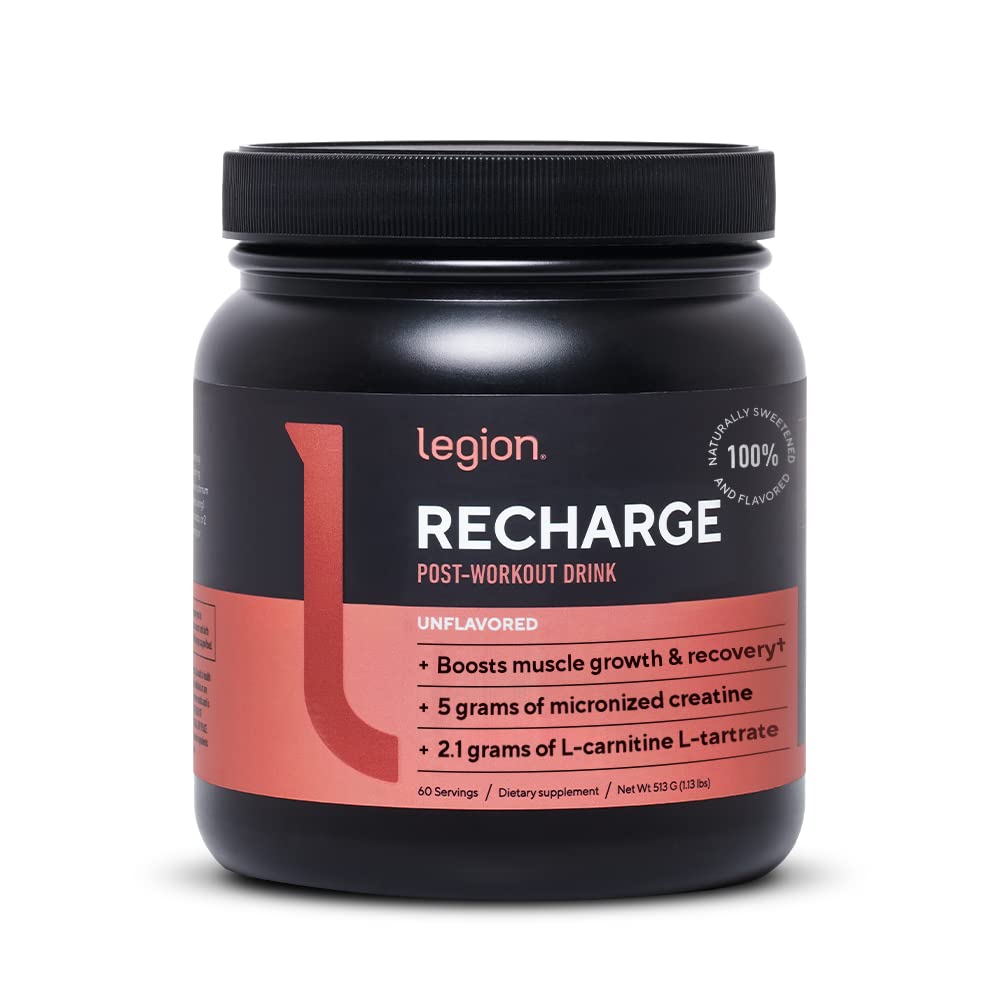 legion®
NATURALLY SWEETENED
100%
AND FLAVORED
RECHARGE
POST-WORKOUT DRINK
UNFLAVORED
+ Boosts muscle growth & recovery†
+ 5 grams of micronized creatine
+ 2.1 grams of L-carnitine L-tartrate
60 Servings / Dietary supplement / Net Wt 513 G (1.13 lbs)